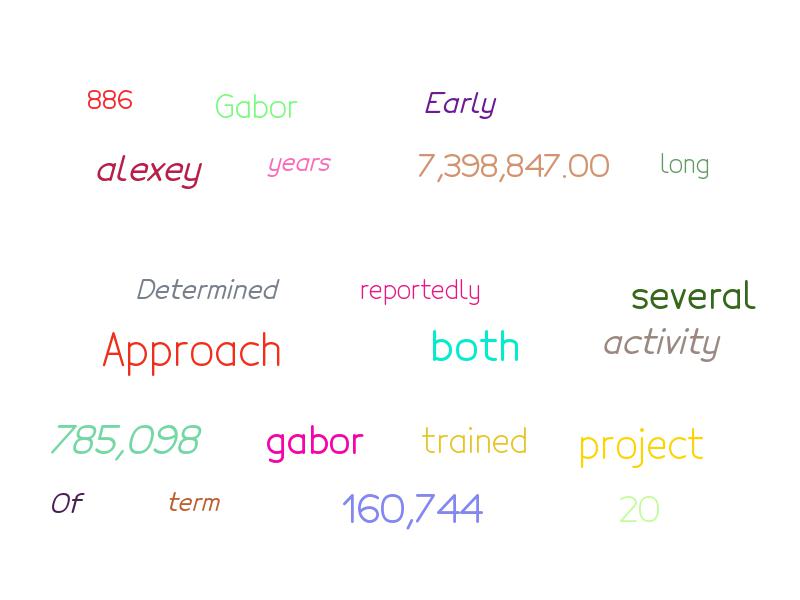 886 Gabor Early
alexey years 7,398,847.00 long
Determined reportedly several
Approach both activity
785,098 gabor trained project
Of term 160,744 20